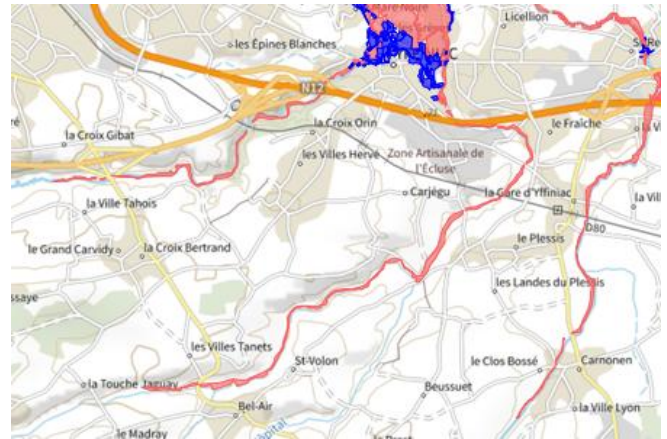 Licellion
les Épines Blanches
N12
la Croix Gibat
la Croix Orin
le Fraîche
les Villes Hervé
Zone Artisanale de
l'Écluse
Carjégu
la Gare d'Yffiniac
la Ville Tahois
D80
le Grand Carvidy
la Croix Bertrand
le Plessis
les Landes du Plessis
les Villes Tanets
St-Volon
le Clos Bossé
Carnonen
la Touche Jaguay
Beussuet
Bel-Air
la Ville Lyon
le Madray